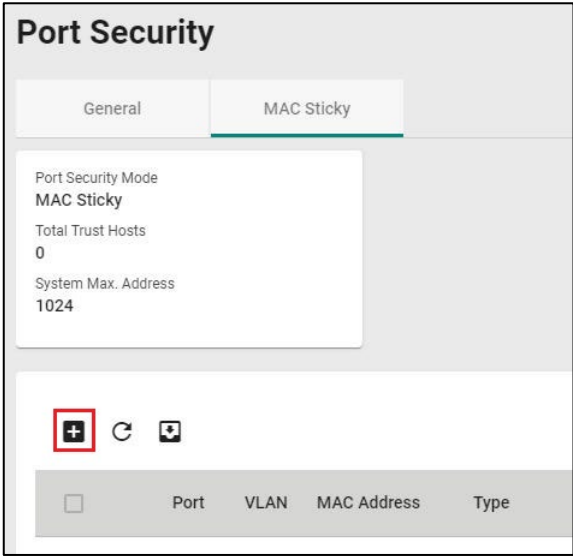 Port Security
General MAC Sticky
Port Security Mode
MAC Sticky
Total Trust Hosts
0
System Max. Address
1024
Port VLAN MAC Address Type